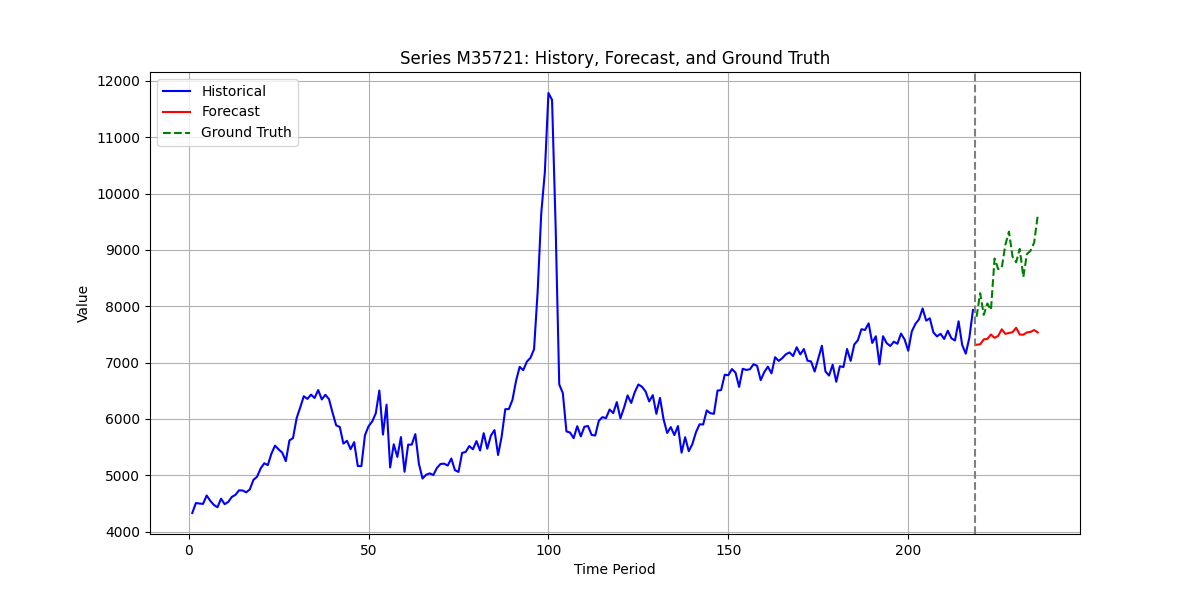 Series M35721: History, Forecast, and Ground Truth
Historical
Forecast
Ground Truth
12000
11000
10000
9000
8000
7000
6000
5000
4000
Value
0 50 100 150 200
Time Period